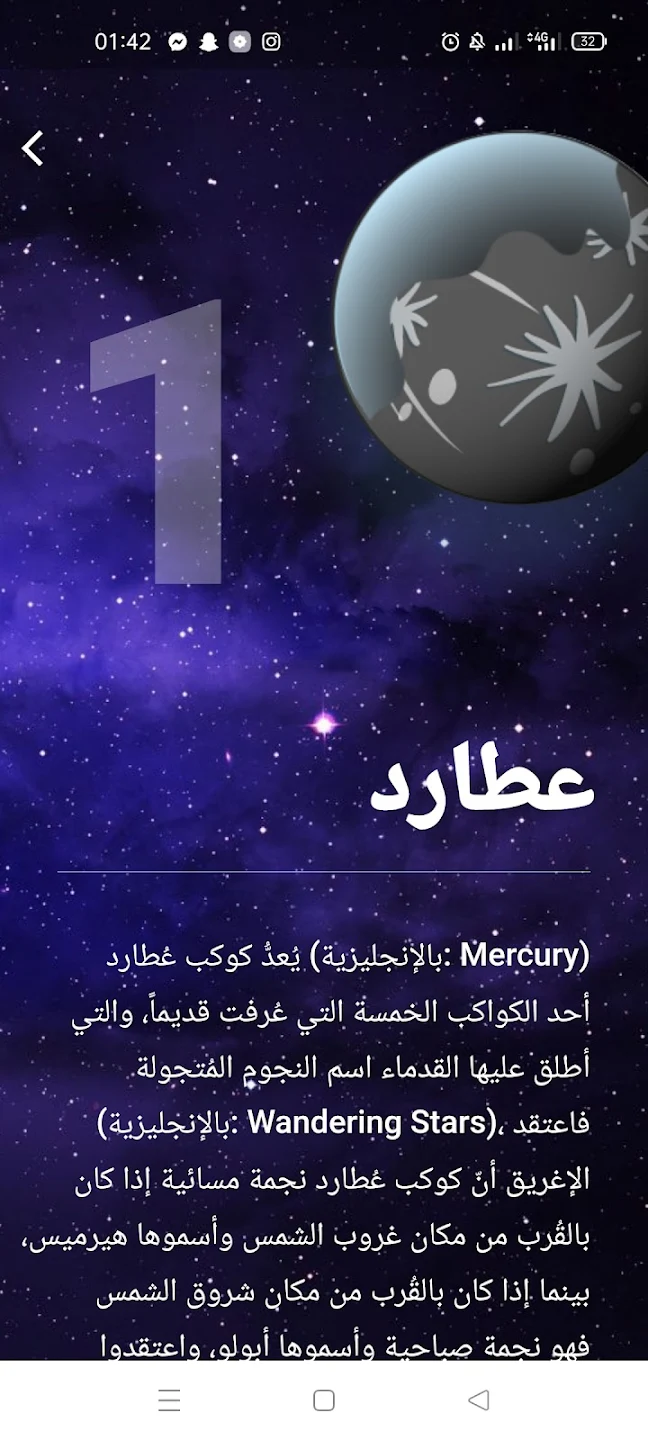 01:42
4G
32
1
عطارد
يُعدُّ كوكب عُطارد (بالإنجليزية: Mercury)
أحد الكواكب الخمسة التي عُرفت قديماً، والتي
أطلق عليها القدماء اسم النجوم المُتجولة
(بالإنجليزية: Wandering Stars)، فاعتقد
الإغريق أنّ كوكب عُطارد نجمة مسائية إذا كان
بالقُرب من مكان غروب الشمس وأسموها هيرميس،
بينما إذا كان بالقُرب من مكان شروق الشمس
فهو نجمة صباحية وأسموها أبولو، واعتقدوا